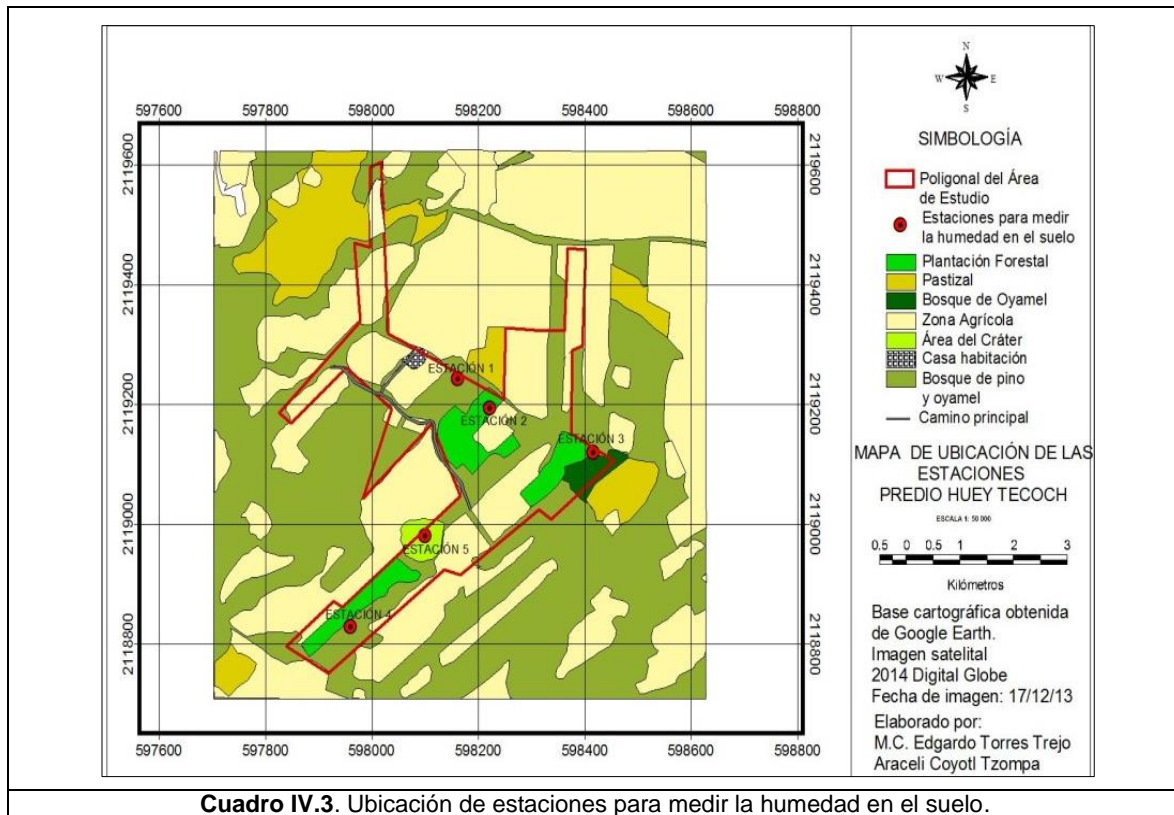 597600 597800 598000 598200 598400 598600 598800
2119600 2119600
2119400 2119400
2119200 2119200
2119000 2119000
2118800 2118800
597600 597800 598000 598200 598400 598600 598800
ESTACIÓN 1
ESTACIÓN 2
ESTACIÓN 3
ESTACIÓN 5
ESTACIÓN 4
N
W E
S
SIMBOLOGÍA
Poligonal del Área
de Estudio
Estaciones para medir
la humedad en el suelo
Plantación Forestal
Pastizal
Bosque de Oyamel
Zona Agrícola
Área del Cráter
Casa habitación
Bosque de pino
y oyamel
Camino principal
MAPA DE UBICACIÓN DE LAS
ESTACIONES
PREDIO HUEY TECOCH
ESCALA 1: 50 000
0.5 0 0.5 1 2 3
Kilómetros
Base cartográfica obtenida
de Google Earth.
Imagen satelital
2014 Digital Globe
Fecha de imagen: 17/12/13
Elaborado por:
M.C. Edgardo Torres Trejo
Araceli Coyotl Tzompa
Cuadro IV.3. Ubicación de estaciones para medir la humedad en el suelo.